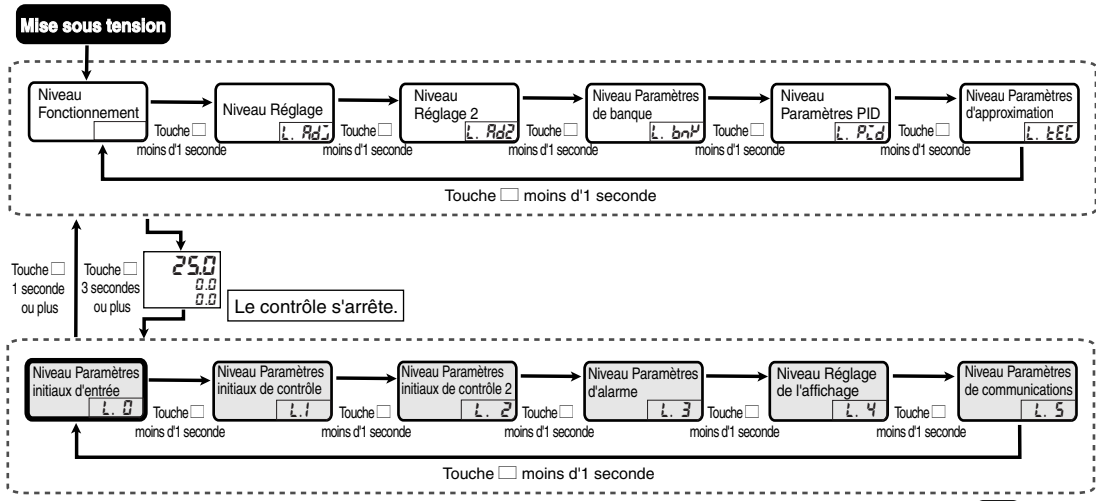 Mise sous tension
Niveau
Fonctionnement
Niveau Réglage
L. Adj
Niveau
Réglage 2
L. Ad2
Niveau Paramètres
de banque
L. bnk
Niveau
Paramètres PID
L. Pid
Niveau Paramètres
d'approximation
L. tEC
Touche □
moins d'1 seconde
Touche □
moins d'1 seconde
Touche □
moins d'1 seconde
Touche □
moins d'1 seconde
Touche □
moins d'1 seconde
Touche □ moins d'1 seconde
Touche □
1 seconde
ou plus
Touche □
3 secondes
ou plus
25.0
0.0
0.0
Le contrôle s'arrête.
Niveau Paramètres
initiaux d'entrée
L. 0
Niveau Paramètres
initiaux de contrôle
L.1
Niveau Paramètres
initiaux de contrôle 2
L. 2
Niveau Paramètres
d'alarme
L. 3
Niveau Réglage
de l'affichage
L. 4
Niveau Paramètres
de communications
L. 5
Touche □
moins d'1 seconde
Touche □
moins d'1 seconde
Touche □
moins d'1 seconde
Touche □
moins d'1 seconde
Touche □
moins d'1 seconde
Touche □ moins d'1 seconde